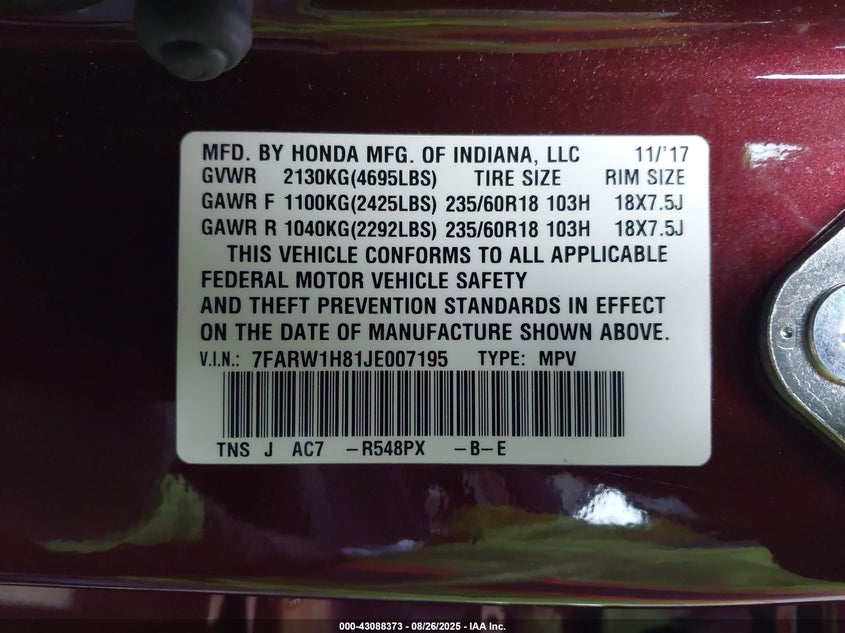 MFD. BY HONDA MFG. OF INDIANA, LLC 11/'17
GVWR 2130KG(4695LBS) TIRE SIZE RIM SIZE
GAWR F 1100KG(2425LBS) 235/60R18 103H 18X7.5J
GAWR R 1040KG(2292LBS) 235/60R18 103H 18X7.5J
THIS VEHICLE CONFORMS TO ALL APPLICABLE
FEDERAL MOTOR VEHICLE SAFETY
AND THEFT PREVENTION STANDARDS IN EFFECT
ON THE DATE OF MANUFACTURE SHOWN ABOVE.
V.I.N.: 7FARW1H81JE007195 TYPE: MPV
TNS J AC7 -R548PX -B-E
000-43088373 - 08/26/2025 - IAA Inc.